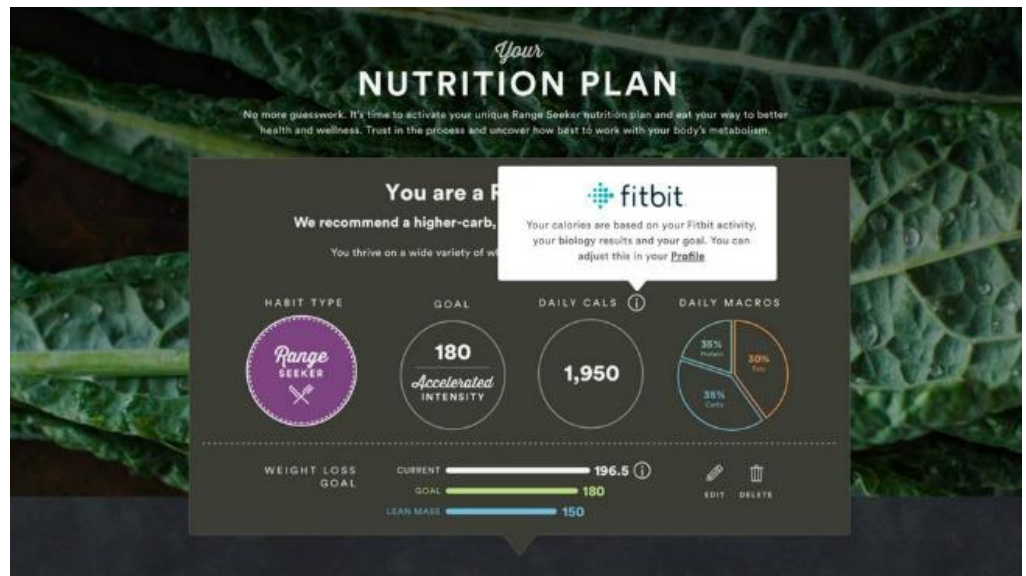 Your
NUTRITION PLAN
No more guesswork. It's time to activate your unique Range Seeker nutrition plan and eat your way to better
health and wellness. Trust in the process and uncover how best to work with your body's metabolism.
You are a
We recommend a higher-carb,
You thrive on a wide variety of
fitbit
Your calories are based on your Fitbit activity,
your biology results and your goal. You can
adjust this in your Profile
HABIT TYPE
GOAL
DAILY CALS
DAILY MACROS
Range
SEEKER
180
Accelerated
INTENSITY
1,950
35%
Protein
30%
35%
Carbs
WEIGHT LOSS
GOAL
CURRENT 196.5
GOAL 180
LEAN MASS 150
EDIT
DELETE